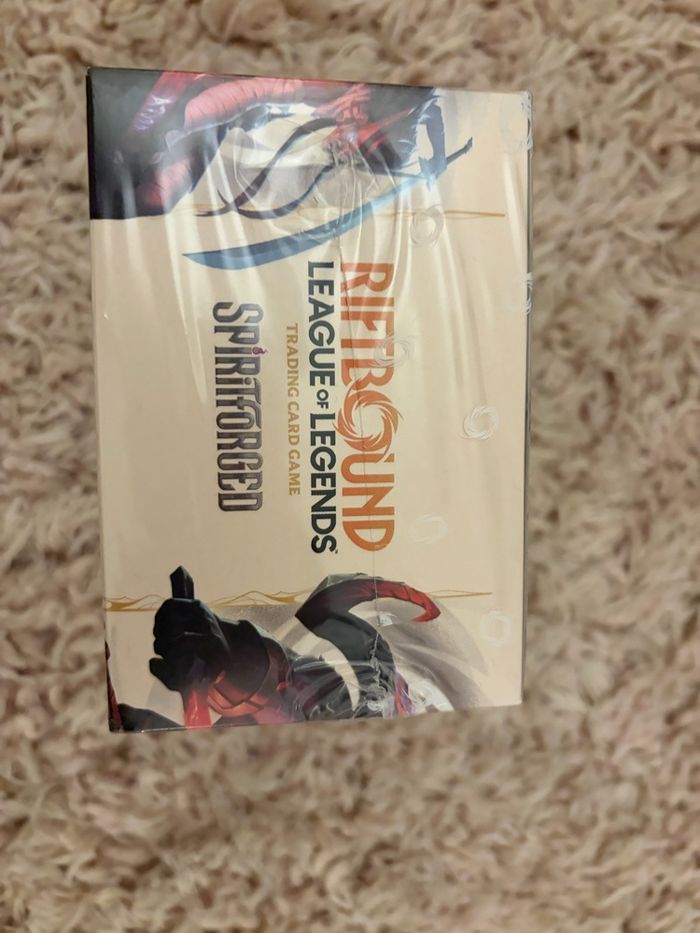 RIFTBOUND
LEAGUE OF LEGENDS
TRADING CARD GAME
SPIRITFORGED